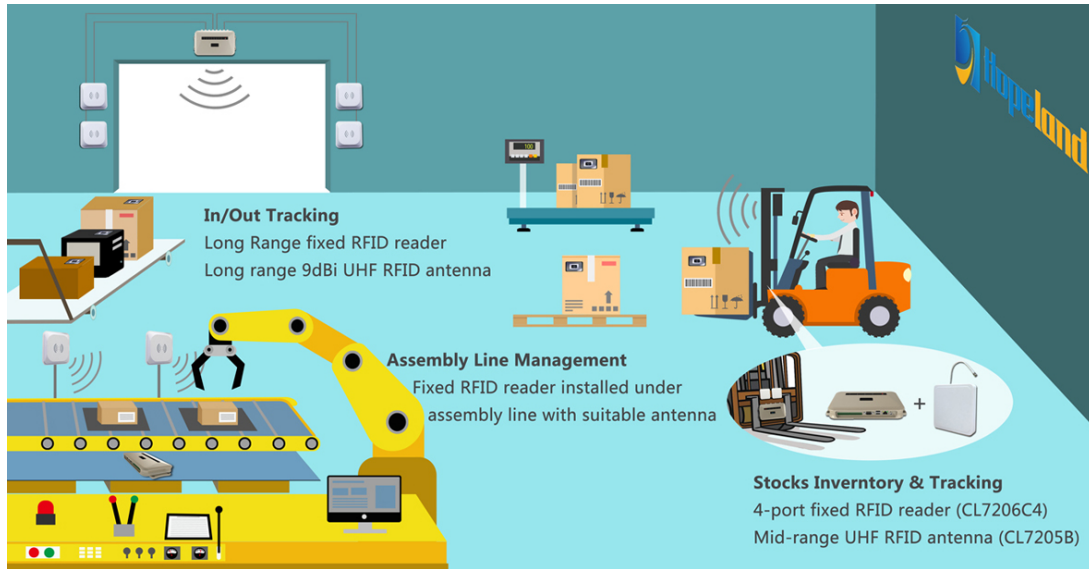 Hopeland
100
In/Out Tracking
Long Range fixed RFID reader
Long range 9dBi UHF RFID antenna
Assembly Line Management
Fixed RFID reader installed under
assembly line with suitable antenna
+
Stocks Inverntory & Tracking
4-port fixed RFID reader (CL7206C4)
Mid-range UHF RFID antenna (CL7205B)